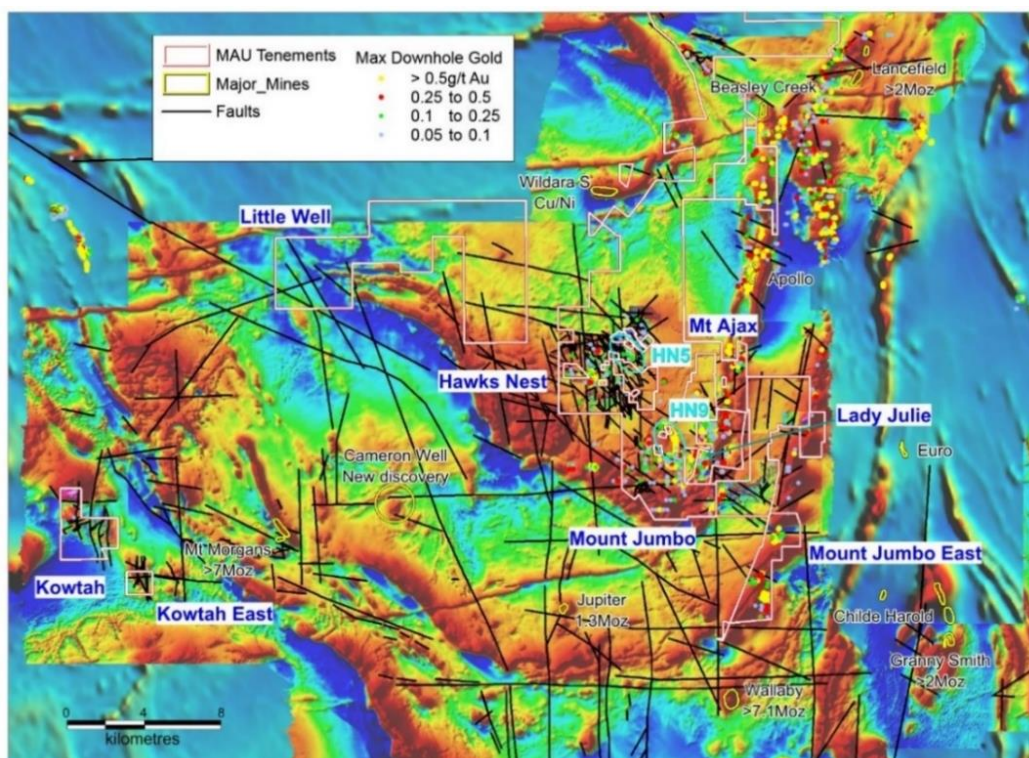 MAU Tenements
Major_Mines
Faults
Max Downhole Gold
> 0.5g/t Au
0.25 to 0.5
0.1 to 0.25
0.05 to 0.1
Lancefield
>2Moz
Beasley Creek
Wildara S
Cu/Ni
Little Well
Apollo
Mt Ajax
HN5
Hawks Nest
HN9
Lady Julie
Euro
Cameron Well
New discovery
Mount Jumbo
Mt Morgans
>7Moz
Mount Jumbo East
Kowtah
Kowtah East
Jupiter
1.3Moz
Childe Harold
Granny Smith
>2Moz
Wallaby
>7.1Moz
0 4 8
kilometres